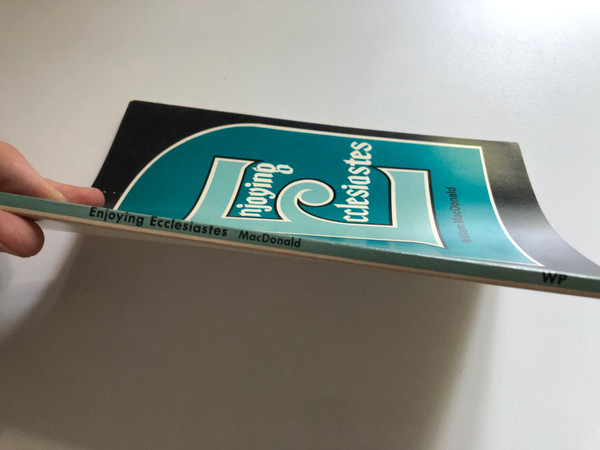 Enjoying
Ecclesiastes
William MacDonald
Enjoying Ecclesiastes MacDonald
WP